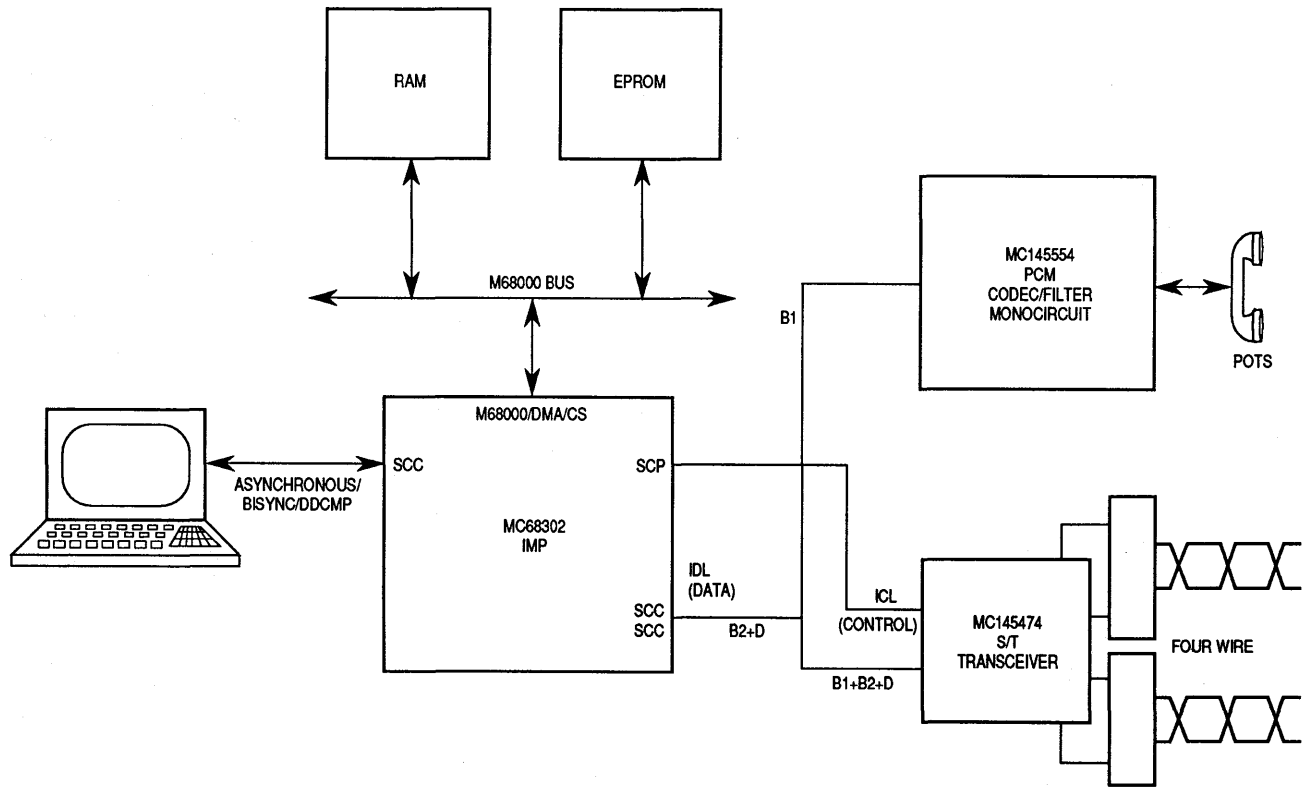 RAM
EPROM
M68000 BUS
MC145554
PCM
CODEC/FILTER
MONOCIRCUIT
B1
POTS
M68000/DMA/CS
SCC
SCP
ASYNCHRONOUS/
BISYNC/DDCMP
MC68302
IMP
IDL
(DATA)
SCC
SCC
B2+D
ICL
(CONTROL)
B1+B2+D
MC145474
S/T
TRANSCEIVER
FOUR WIRE